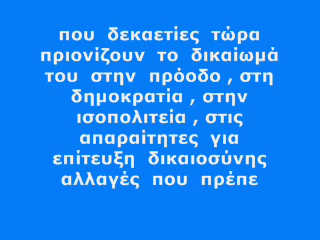 που δεκαετίες τώρα
πριονίζουν το δικαίωμά
του στην πρόοδο , στη
δημοκρατία , στην
ισοπολιτεία , στις
απαραίτητες για
επίτευξη δικαιοσύνης
αλλαγές που πρέπε